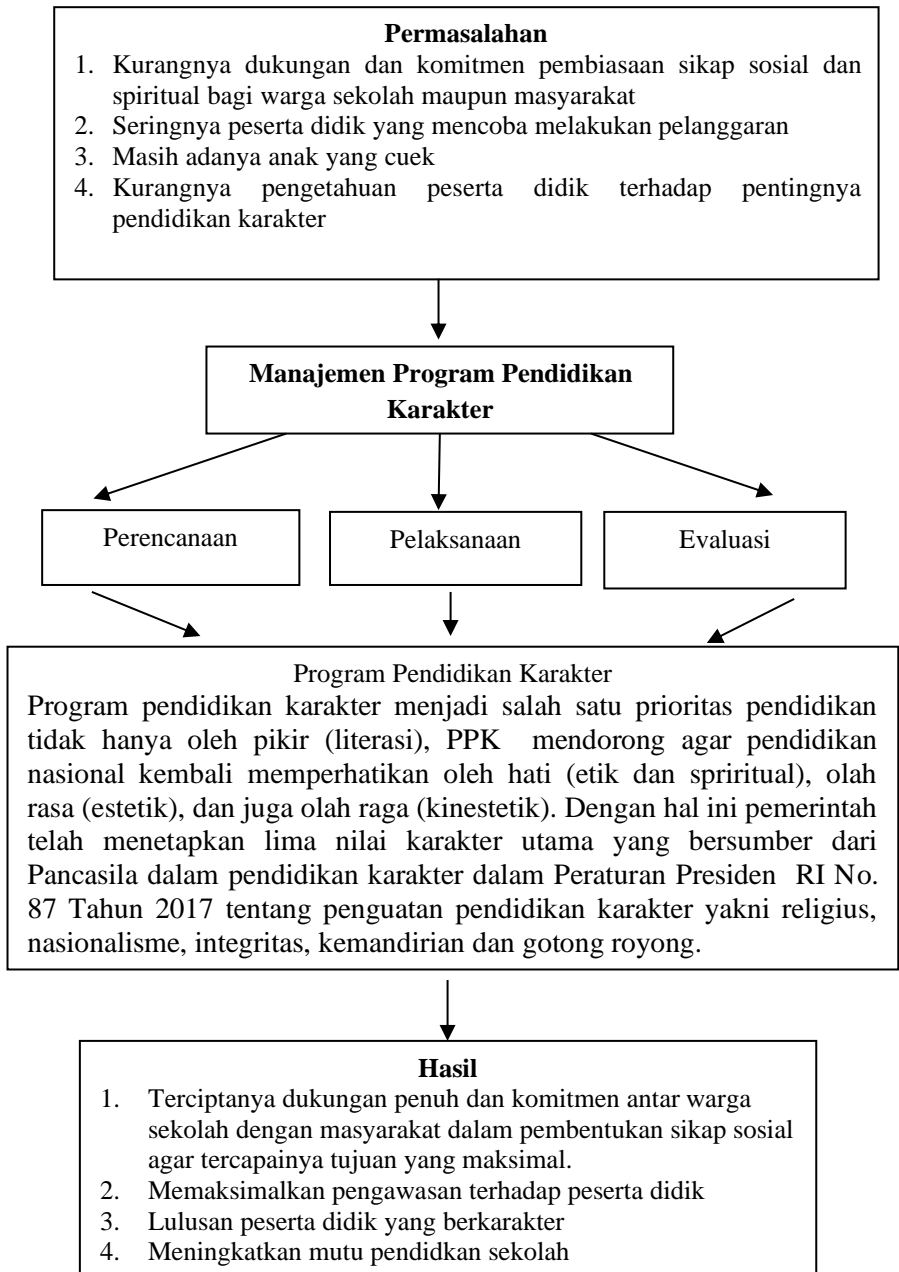 Permasalahan
1. Kurangnya dukungan dan komitmen pembiasaan sikap sosial dan
spiritual bagi warga sekolah maupun masyarakat
2. Seringnya peserta didik yang mencoba melakukan pelanggaran
3. Masih adanya anak yang cuek
4. Kurangnya pengetahuan peserta didik terhadap pentingnya
pendidikan karakter
Manajemen Program Pendidikan
Karakter
Perencanaan
Pelaksanaan
Evaluasi
Program Pendidikan Karakter
Program pendidikan karakter menjadi salah satu prioritas pendidikan
tidak hanya oleh pikir (literasi), PPK mendorong agar pendidikan
nasional kembali memperhatikan oleh hati (etik dan spriritual), olah
rasa (estetik), dan juga olah raga (kinestetik). Dengan hal ini pemerintah
telah menetapkan lima nilai karakter utama yang bersumber dari
Pancasila dalam pendidikan karakter dalam Peraturan Presiden RI No.
87 Tahun 2017 tentang penguatan pendidikan karakter yakni religius,
nasionalisme, integritas, kemandirian dan gotong royong.
Hasil
1. Terciptanya dukungan penuh dan komitmen antar warga
sekolah dengan masyarakat dalam pembentukan sikap sosial
agar tercapainya tujuan yang maksimal.
2. Memaksimalkan pengawasan terhadap peserta didik
3. Lulusan peserta didik yang berkarakter
4. Meningkatkan mutu pendidkan sekolah